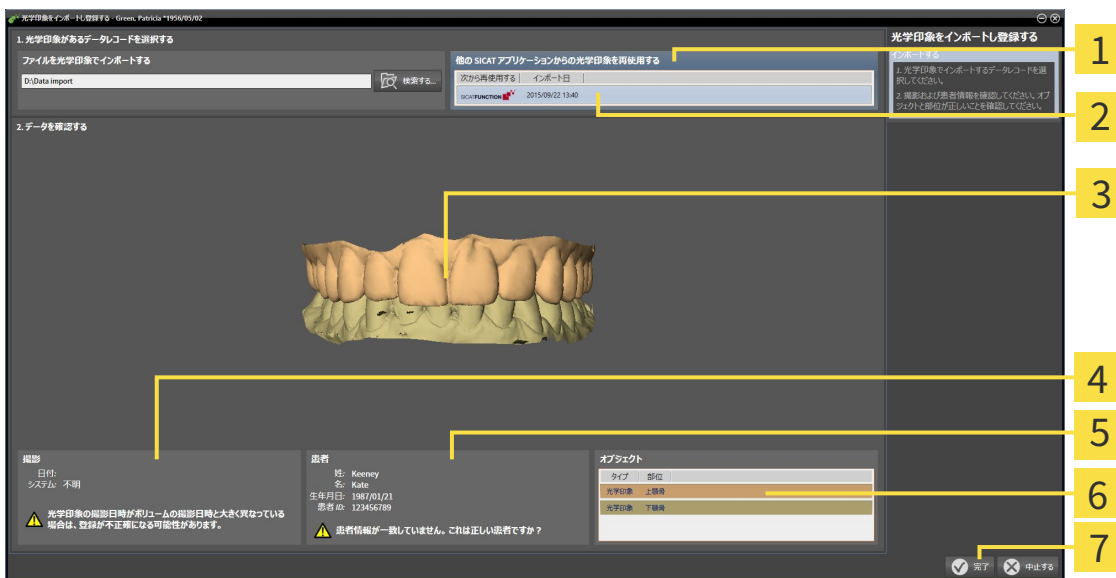 光学印象をインポートし登録する - Green, Patricia *1956/05/02
1. 光学印象があるデータレコードを選択する
ファイルを光学印象でインポートする
D:\Data import
検索する...
他の SICAT アプリケーションからの光学印象を再使用する
次から再使用する インポート日
SICATFUNCTION 2015/09/22 13:40
光学印象をインポートし登録する
インポートする
1. 光学印象でインポートするデータレコードを選
択してください。
2. 撮影および患者情報を確認してください。オブ
ジェクトと部位が正しいことを確認してください。
2. データを確認する
撮影
日付:
システム: 不明
光学印象の撮影日時がボリュームの撮影日時と大きく異なっている
場合は、登録が不正確になる可能性があります。
患者
姓: Keeney
名: Kate
生年月日: 1987/01/21
患者 ID: 123456789
患者情報が一致していません。これは正しい患者ですか？
オブジェクト
タイプ 部位
光学印象 上顎骨
光学印象 下顎骨
完了
中止する
1
2
3
4
5
6
7